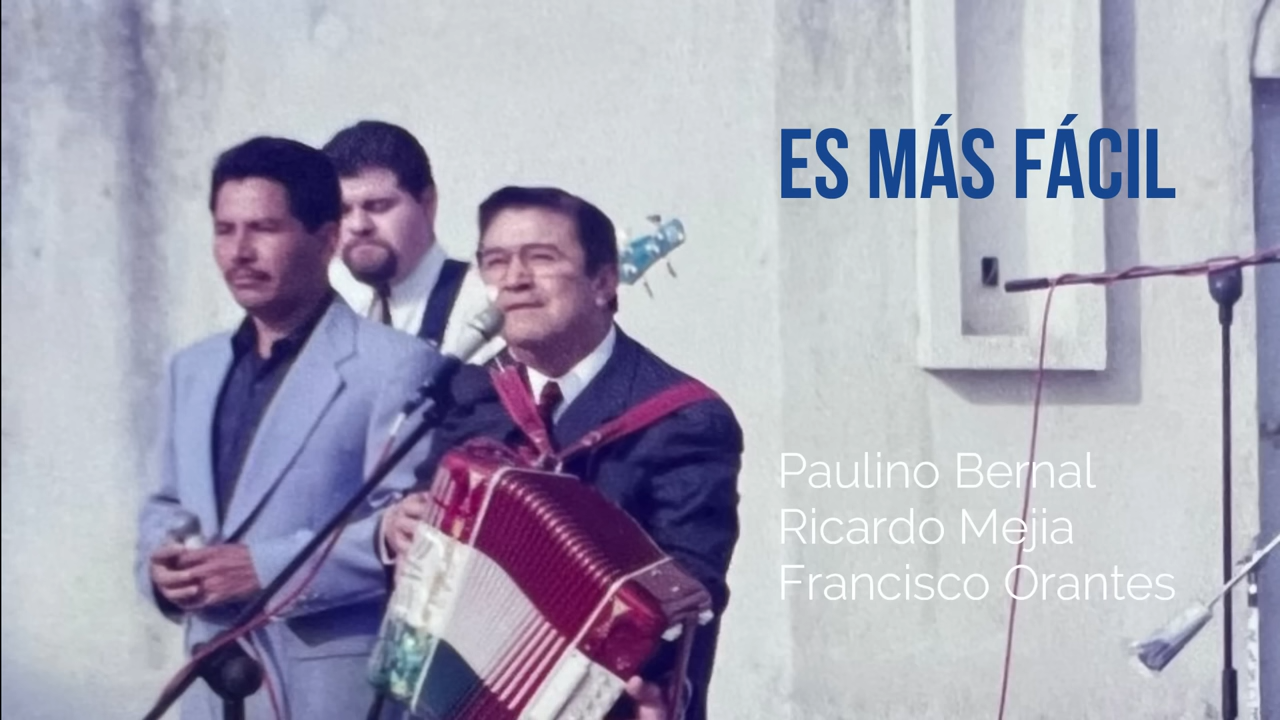 ES MÁS FÁCIL
Paulino Bernal
Ricardo Mejia
Francisco Orantes